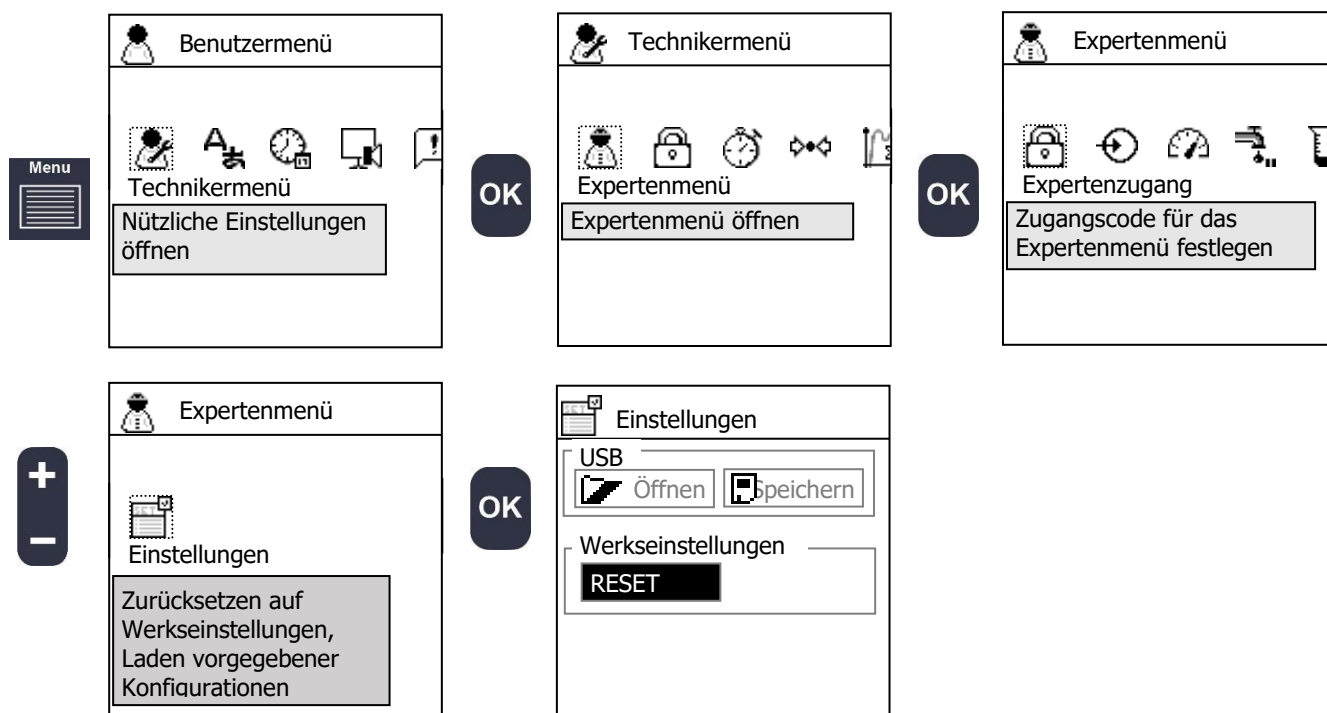 Benutzermenü
Technikermenü
Expertenmenü
Menu
Technikermenü
Nützliche Einstellungen
öffnen
OK
Expertenmenü
Expertenmenü öffnen
OK
Expertenzugang
Zugangscode für das
Expertenmenü festlegen
+
−
Expertenmenü
Einstellungen
Zurücksetzen auf
Werkseinstellungen,
Laden vorgegebener
Konfigurationen
OK
Einstellungen
USB
Öffnen Speichern
Werkseinstellungen
RESET